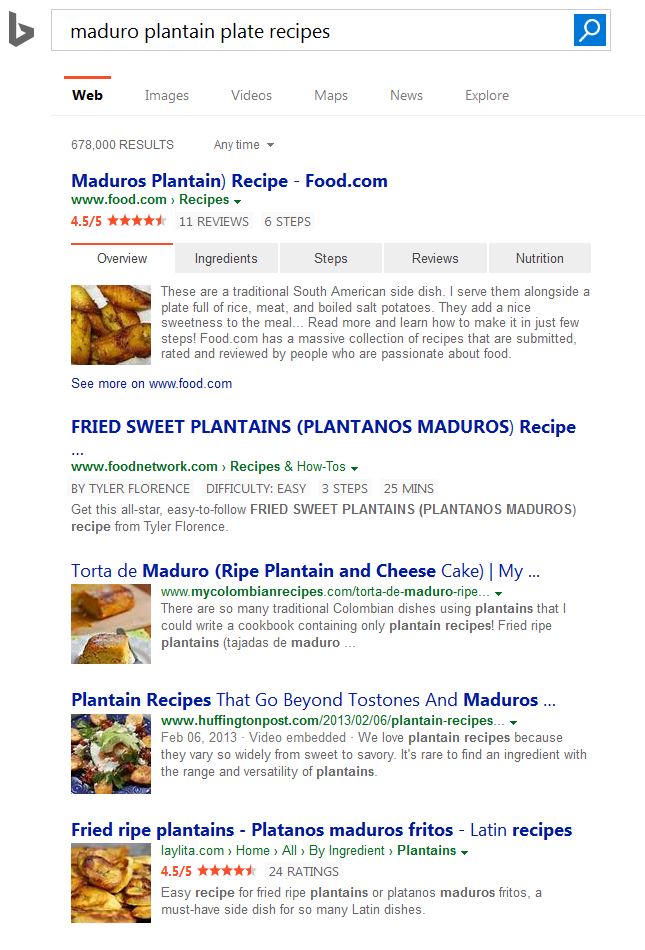 maduro plantain plate recipes
Web Images Videos Maps News Explore
678,000 RESULTS Any time
Maduros Plantain) Recipe - Food.com
www.food.com › Recipes
4.5/5 11 REVIEWS 6 STEPS
Overview Ingredients Steps Reviews Nutrition
These are a traditional South American side dish. I serve them alongside a
plate full of rice, meat, and boiled salt potatoes. They add a nice
sweetness to the meal... Read more and learn how to make it in just few
steps! Food.com has a massive collection of recipes that are submitted,
rated and reviewed by people who are passionate about food.
See more on www.food.com
FRIED SWEET PLANTAINS (PLANTANOS MADUROS) Recipe
...
www.foodnetwork.com › Recipes & How-Tos
BY TYLER FLORENCE DIFFICULTY: EASY 3 STEPS 25 MINS
Get this all-star, easy-to-follow FRIED SWEET PLANTAINS (PLANTANOS MADUROS)
recipe from Tyler Florence.
Torta de Maduro (Ripe Plantain and Cheese Cake) | My ...
www.mycolombianrecipes.com/torta-de-maduro-ripe...
There are so many traditional Colombian dishes using plantains that I
could write a cookbook containing only plantain recipes! Fried ripe
plantains (tajadas de maduro ...
Plantain Recipes That Go Beyond Tostones And Maduros ...
www.huffingtonpost.com/2013/02/06/plantain-recipes...
Feb 06, 2013 · Video embedded · We love plantain recipes because
they vary so widely from sweet to savory. It's rare to find an ingredient with
the range and versatility of plantains.
Fried ripe plantains - Platanos maduros fritos - Latin recipes
laylita.com › Home › All › By Ingredient › Plantains
4.5/5 24 RATINGS
Easy recipe for fried ripe plantains or platanos maduros fritos, a
must-have side dish for so many Latin dishes.